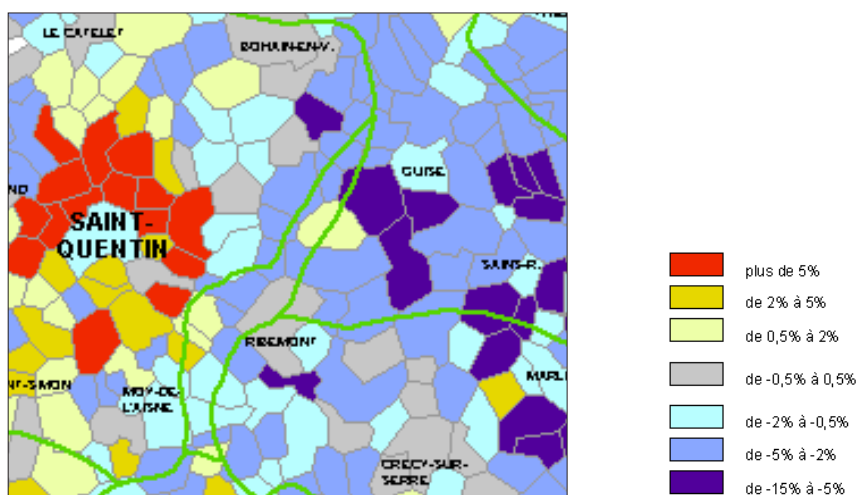 LE CATELET
BOHAIN-EN-V.
GUISE
SAINT-
QUENTIN
SAINS-R.
RIBEMONT
MOY-DE-
L'AISNE
CRECY-SUR-
SERRE
plus de 5%
de 2% à 5%
de 0,5% à 2%
de -0,5% à 0,5%
de -2% à -0,5%
de -5% à -2%
de -15% à -5%